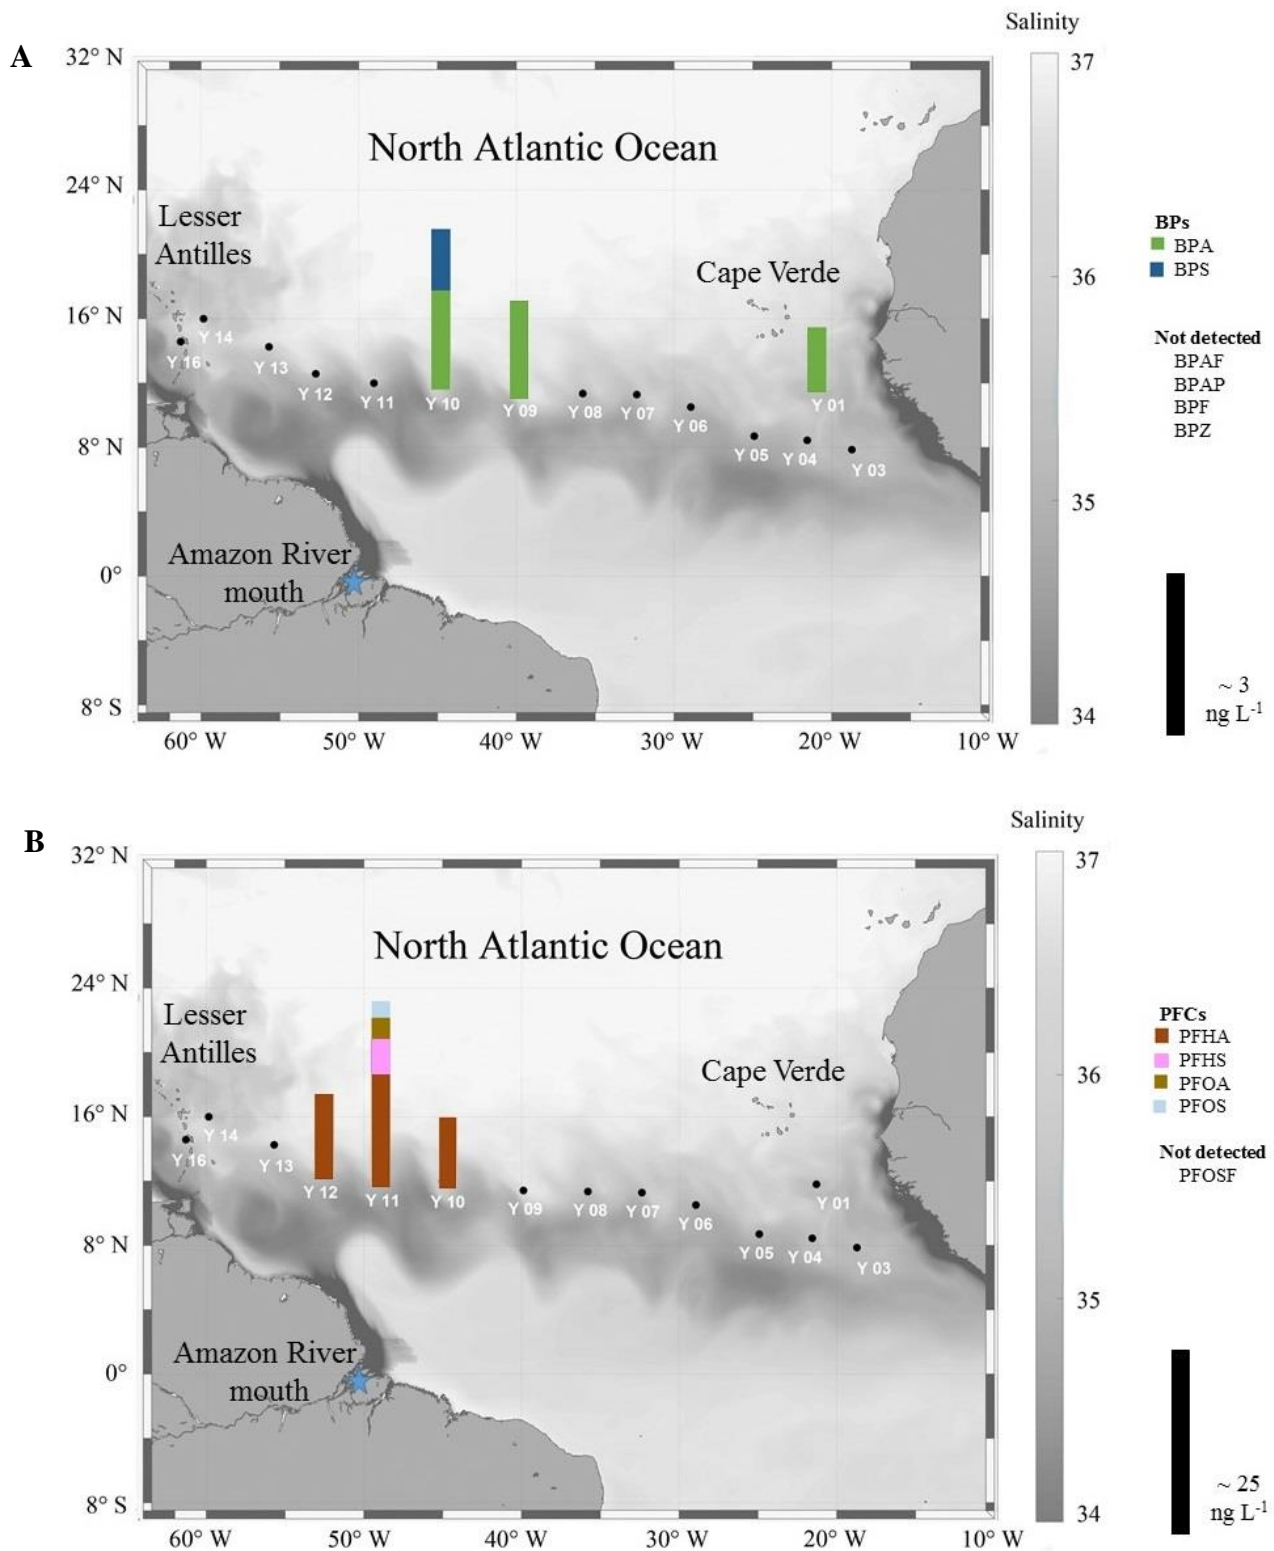 A
Salinity
32° N
37
North Atlantic Ocean
24° N
Lesser
Antilles
BPs
BPA
BPS
Cape Verde
36
16° N
Y 14
Y 16
Y 13
Y 12
Y 11
Y 10
Y 09
Y 08
Y 07
Y 06
Y 01
Not detected
BPAF
BPAP
BPF
BPZ
8° N
Y 05
Y 04
Y 03
35
Amazon River
mouth
0°
~ 3
ng L-1
8° S
34
60° W
50° W
40° W
30° W
20° W
10° W
B
Salinity
32° N
37
North Atlantic Ocean
24° N
Lesser
Antilles
PFCs
PFHA
PFHS
PFOA
PFOS
Cape Verde
36
16° N
Y 14
Y 16
Y 13
Y 12
Y 11
Y 10
Y 09
Y 08
Y 07
Y 06
Y 01
Not detected
PFOSF
8° N
Y 05
Y 04
Y 03
35
Amazon River
mouth
0°
~ 25
ng L-1
8° S
34
60° W
50° W
40° W
30° W
20° W
10° W